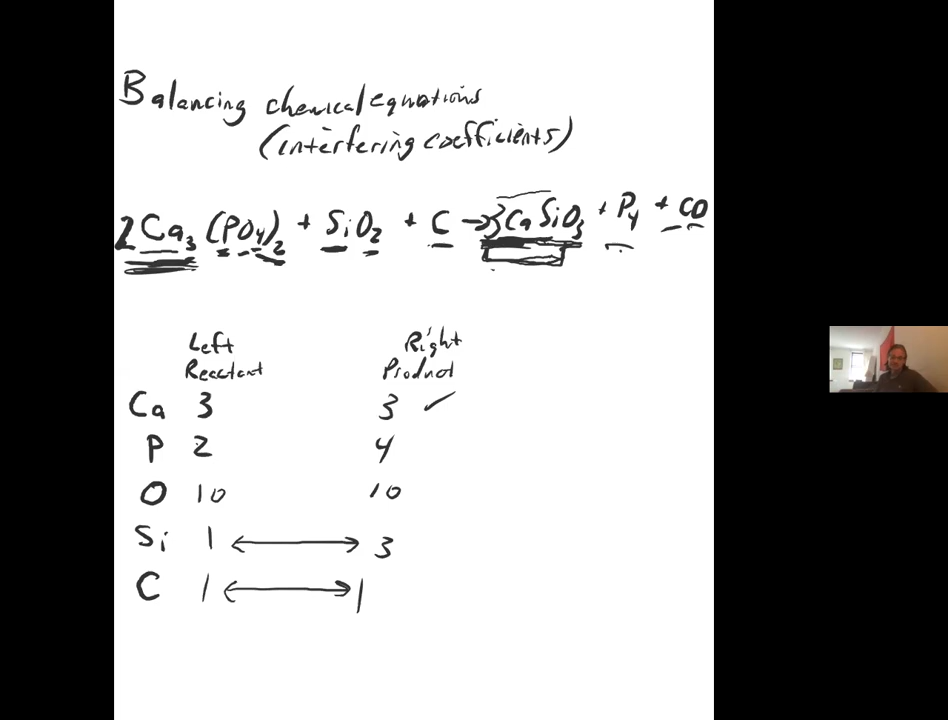 Balancing chemical equations
(interfering coefficients)
2Ca₃(PO₄)₂ + SiO₂ + C → 3CaSiO₃ + P₄ + CO
Left Right
Reactant Product
Ca 3 3 ✓
P 2 4
O 10 10
Si 1 ↔ 3
C 1 ↔ 1